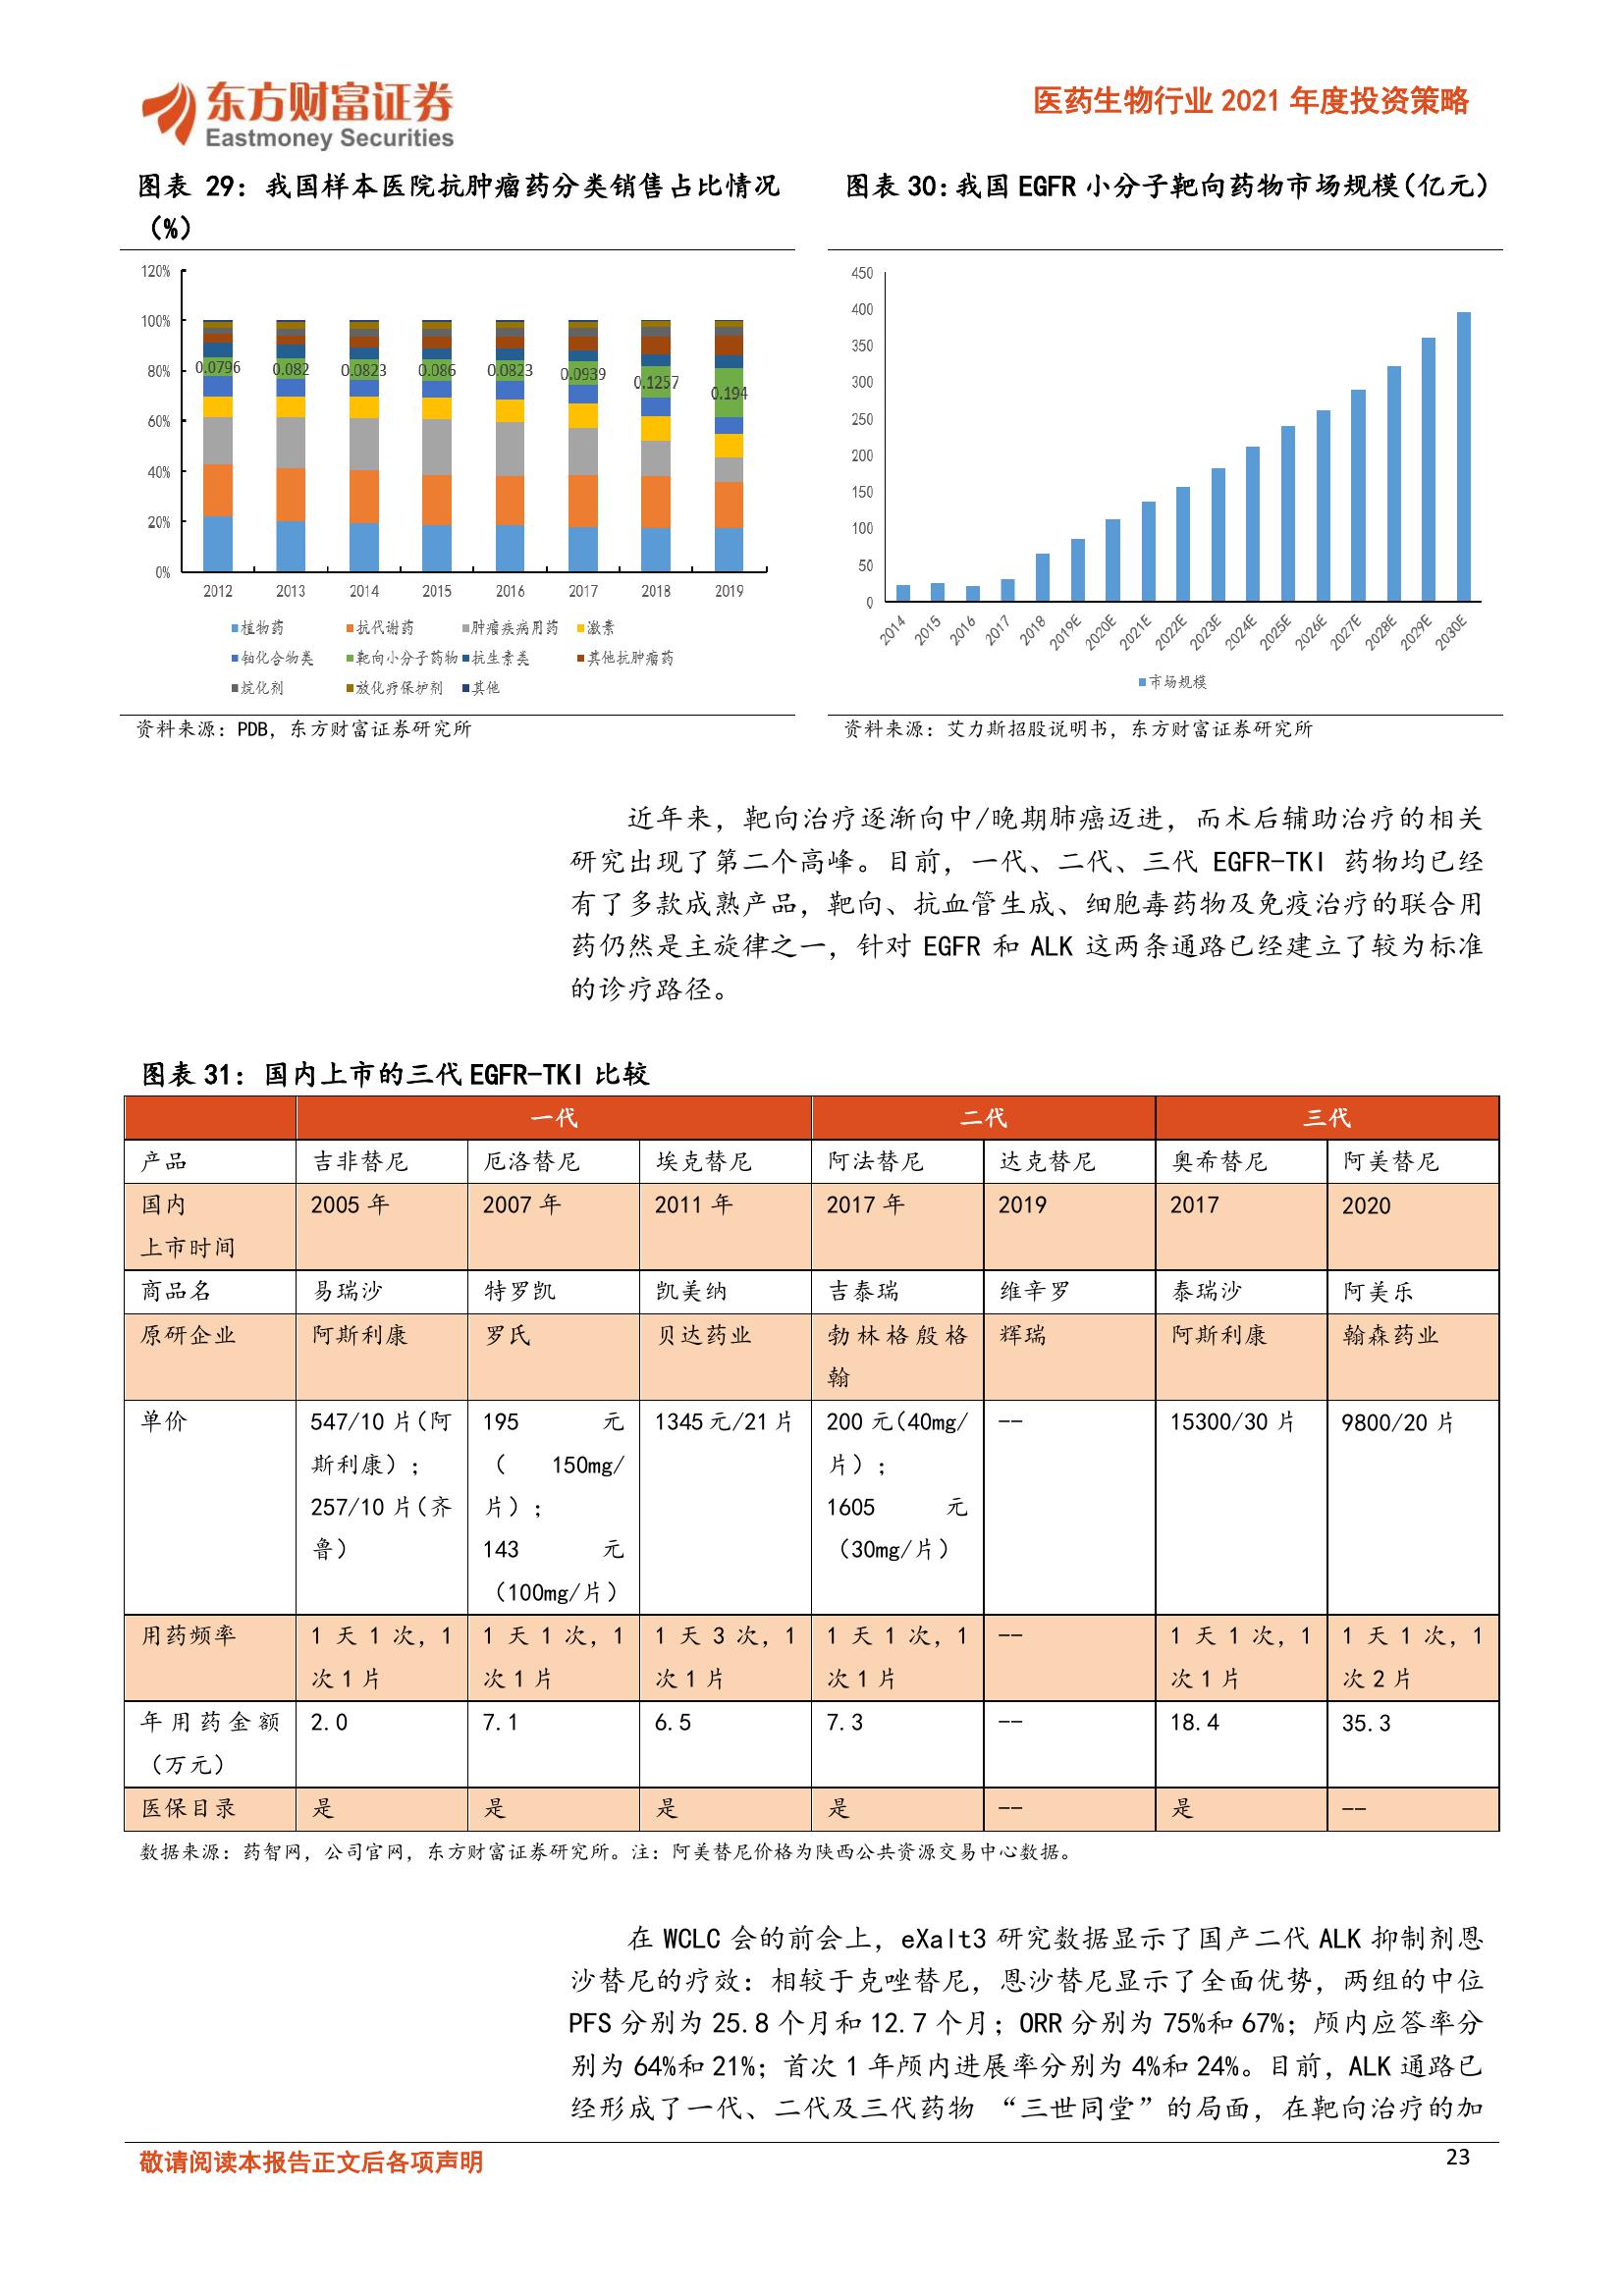 东方财富证券
Eastmoney Securities
医药生物行业 2021 年度投资策略
图表 29：我国样本医院抗肿瘤药分类销售占比情况
（%）
120%
100%
80%
60%
40%
20%
0%
0.0796 0.082 0.0823 0.086 0.0823 0.0939 0.1257 0.194
2012 2013 2014 2015 2016 2017 2018 2019
植物药 抗代谢药 肿瘤疾病用药 激素
铂化合物类 靶向小分子药物 抗生素类 其他抗肿瘤药
烷化剂 放化疗保护剂 其他
资料来源：PDB，东方财富证券研究所
图表 30：我国 EGFR 小分子靶向药物市场规模（亿元）
450
400
350
300
250
200
150
100
50
0
2014 2015 2016 2017 2018 2019E 2020E 2021E 2022E 2023E 2024E 2025E 2026E 2027E 2028E 2029E 2030E
市场规模
资料来源：艾力斯招股说明书，东方财富证券研究所
近年来，靶向治疗逐渐向中/晚期肺癌迈进，而术后辅助治疗的相关
研究出现了第二个高峰。目前，一代、二代、三代 EGFR-TKI 药物均已经
有了多款成熟产品，靶向、抗血管生成、细胞毒药物及免疫治疗的联合用
药仍然是主旋律之一，针对 EGFR 和 ALK 这两条通路已经建立了较为标准
的诊疗路径。
图表 31：国内上市的三代 EGFR-TKI 比较
一代 二代 三代
产品 吉非替尼 厄洛替尼 埃克替尼 阿法替尼 达克替尼 奥希替尼 阿美替尼
国内 2005 年 2007 年 2011 年 2017 年 2019 2017 2020
上市时间
商品名 易瑞沙 特罗凯 凯美纳 吉泰瑞 维辛罗 泰瑞沙 阿美乐
原研企业 阿斯利康 罗氏 贝达药业 勃林格殷格 辉瑞 阿斯利康 翰森药业
翰
单价 547/10 片（阿 195 元 1345 元/21 片 200 元（40mg/ -- 15300/30 片 9800/20 片
斯利康）； （ 150mg/ 片）；
257/10 片（齐 片）； 1605 元
鲁） 143 元 （30mg/片）
（100mg/片）
用药频率 1 天 1 次，1 1 天 1 次，1 1 天 3 次，1 1 天 1 次，1 -- 1 天 1 次，1 1 天 1 次，1
次 1 片 次 1 片 次 1 片 次 1 片 次 1 片 次 2 片
年用药金额 2.0 7.1 6.5 7.3 -- 18.4 35.3
（万元）
医保目录 是 是 是 是 -- 是 --
数据来源：药智网，公司官网，东方财富证券研究所。注：阿美替尼价格为陕西公共资源交易中心数据。
在 WCLC 会的前会上，eXalt3 研究数据显示了国产二代 ALK 抑制剂恩
沙替尼的疗效：相较于克唑替尼，恩沙替尼显示了全面优势，两组的中位
PFS 分别为 25.8 个月和 12.7 个月；ORR 分别为 75%和 67%；颅内应答率分
别为 64%和 21%；首次 1 年颅内进展率分别为 4%和 24%。目前，ALK 通路已
经形成了一代、二代及三代药物 “三世同堂”的局面，在靶向治疗的加
敬请阅读本报告正文后各项声明
23